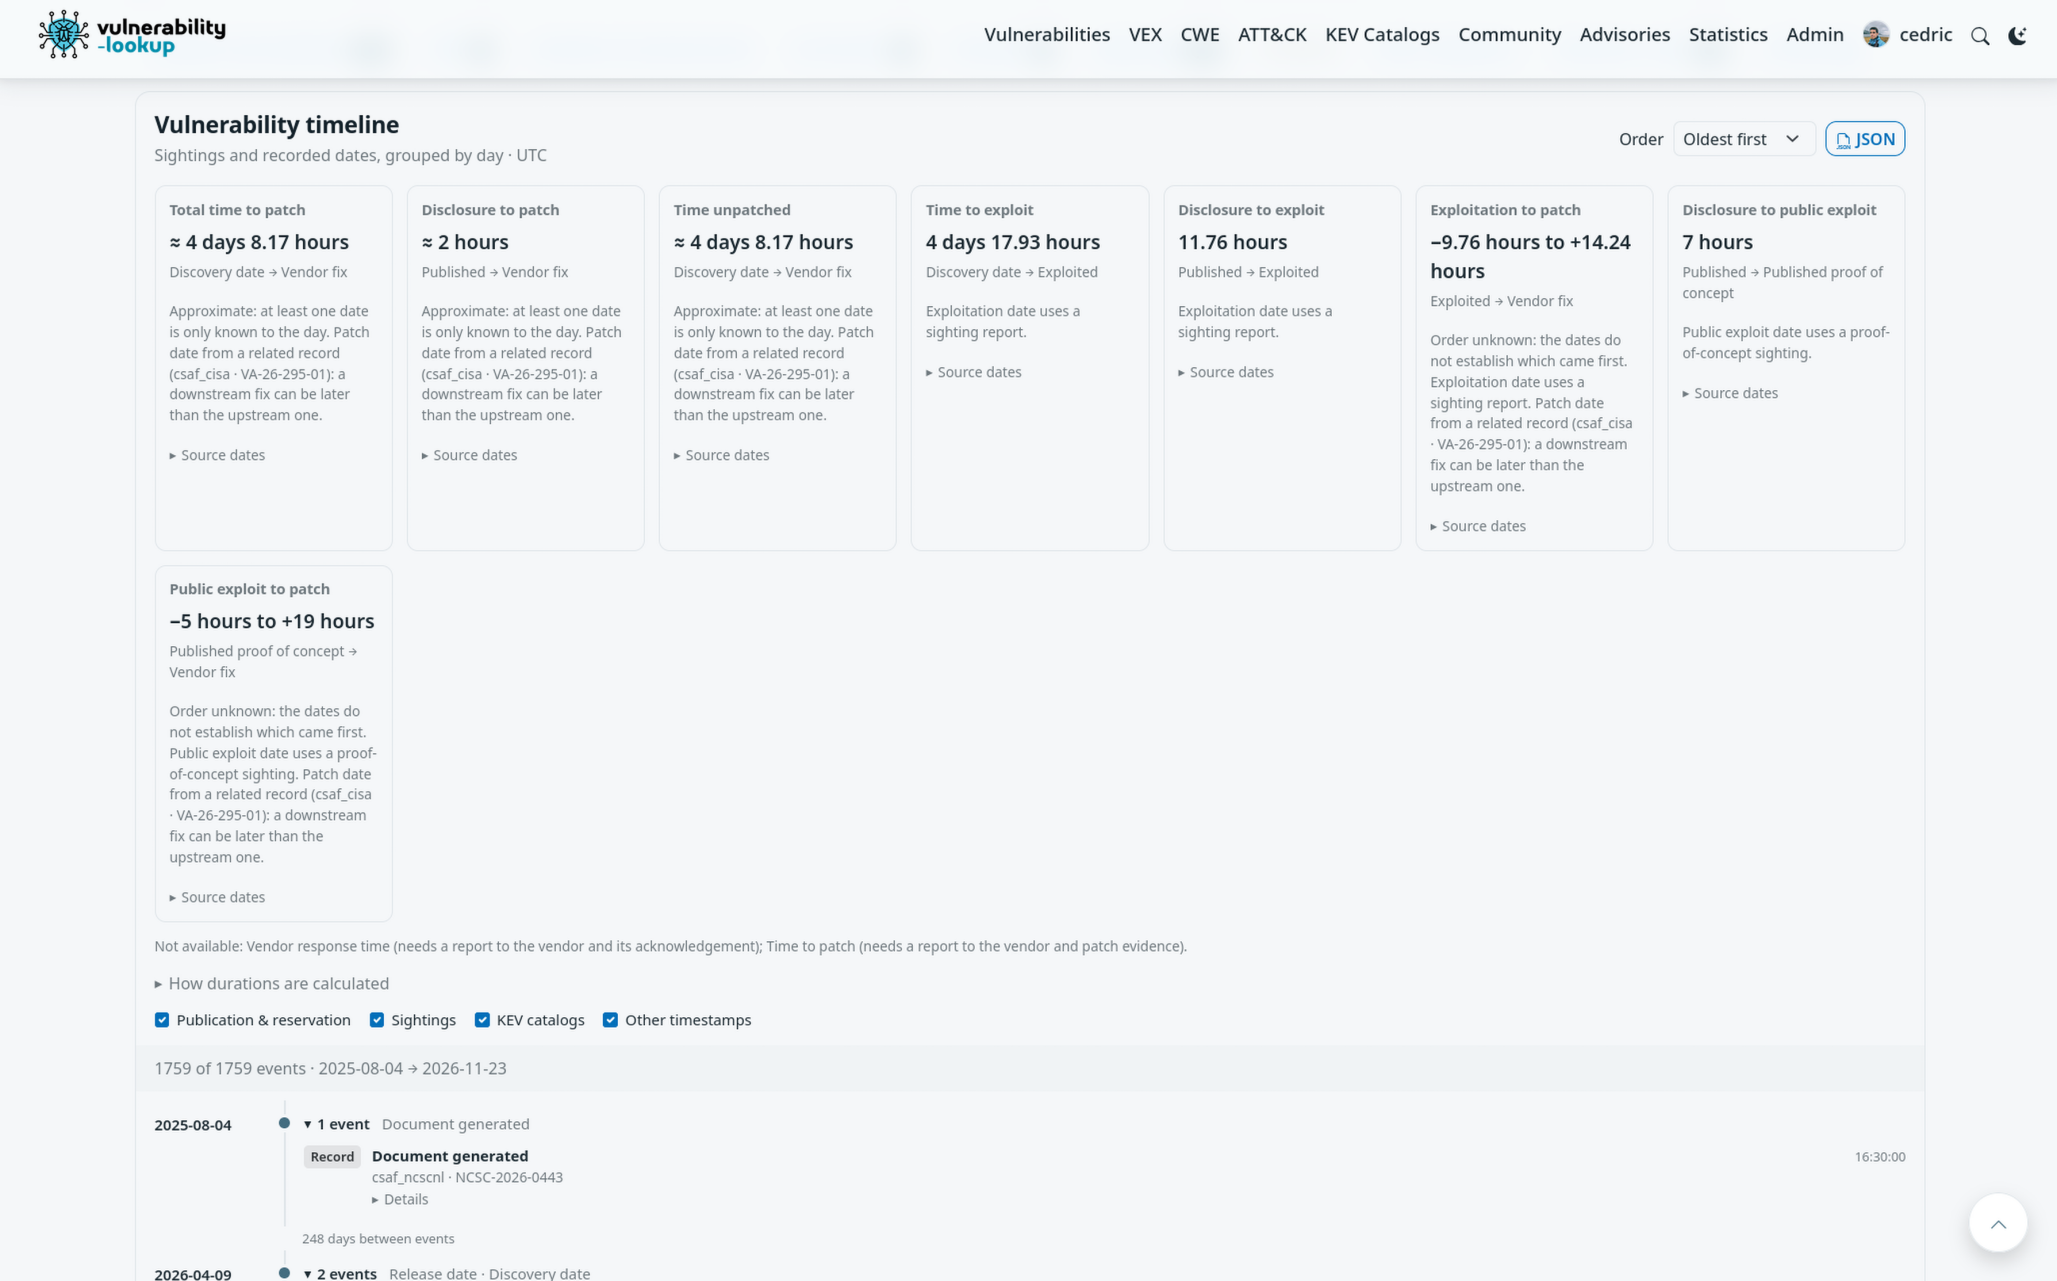 vulnerability
-lookup
Vulnerabilities VEX CWE ATT&CK KEV Catalogs Community Advisories Statistics Admin cedric
Vulnerability timeline
Sightings and recorded dates, grouped by day · UTC
Order Oldest first JSON
Total time to patch
≈ 4 days 8.17 hours
Discovery date → Vendor fix
Approximate: at least one date
is only known to the day. Patch
date from a related record
(csaf_cisa · VA-26-295-01): a
downstream fix can be later
than the upstream one.
▸ Source dates
Disclosure to patch
≈ 2 hours
Published → Vendor fix
Approximate: at least one date
is only known to the day. Patch
date from a related record
(csaf_cisa · VA-26-295-01): a
downstream fix can be later
than the upstream one.
▸ Source dates
Time unpatched
≈ 4 days 8.17 hours
Discovery date → Vendor fix
Approximate: at least one date
is only known to the day. Patch
date from a related record
(csaf_cisa · VA-26-295-01): a
downstream fix can be later
than the upstream one.
▸ Source dates
Time to exploit
4 days 17.93 hours
Discovery date → Exploited
Exploitation date uses a
sighting report.
▸ Source dates
Disclosure to exploit
11.76 hours
Published → Exploited
Exploitation date uses a
sighting report.
▸ Source dates
Exploitation to patch
−9.76 hours to +14.24
hours
Exploited → Vendor fix
Order unknown: the dates do
not establish which came first.
Exploitation date uses a
sighting report. Patch date
from a related record (csaf_cisa
· VA-26-295-01): a downstream
fix can be later than the
upstream one.
▸ Source dates
Disclosure to public exploit
7 hours
Published → Published proof of
concept
Public exploit date uses a proof-
of-concept sighting.
▸ Source dates
Public exploit to patch
−5 hours to +19 hours
Published proof of concept →
Vendor fix
Order unknown: the dates do
not establish which came first.
Public exploit date uses a proof-
of-concept sighting. Patch date
from a related record (csaf_cisa
· VA-26-295-01): a downstream
fix can be later than the
upstream one.
▸ Source dates
Not available: Vendor response time (needs a report to the vendor and its acknowledgement); Time to patch (needs a report to the vendor and patch evidence).
▸ How durations are calculated
Publication & reservation Sightings KEV catalogs Other timestamps
1759 of 1759 events · 2025-08-04 → 2026-11-23
2025-08-04 ▾ 1 event Document generated
Record Document generated 16:30:00
csaf_ncscnl · NCSC-2026-0443
▸ Details
248 days between events
2026-04-09 ▾ 2 events Release date · Discovery date